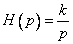 H(p) = k/p